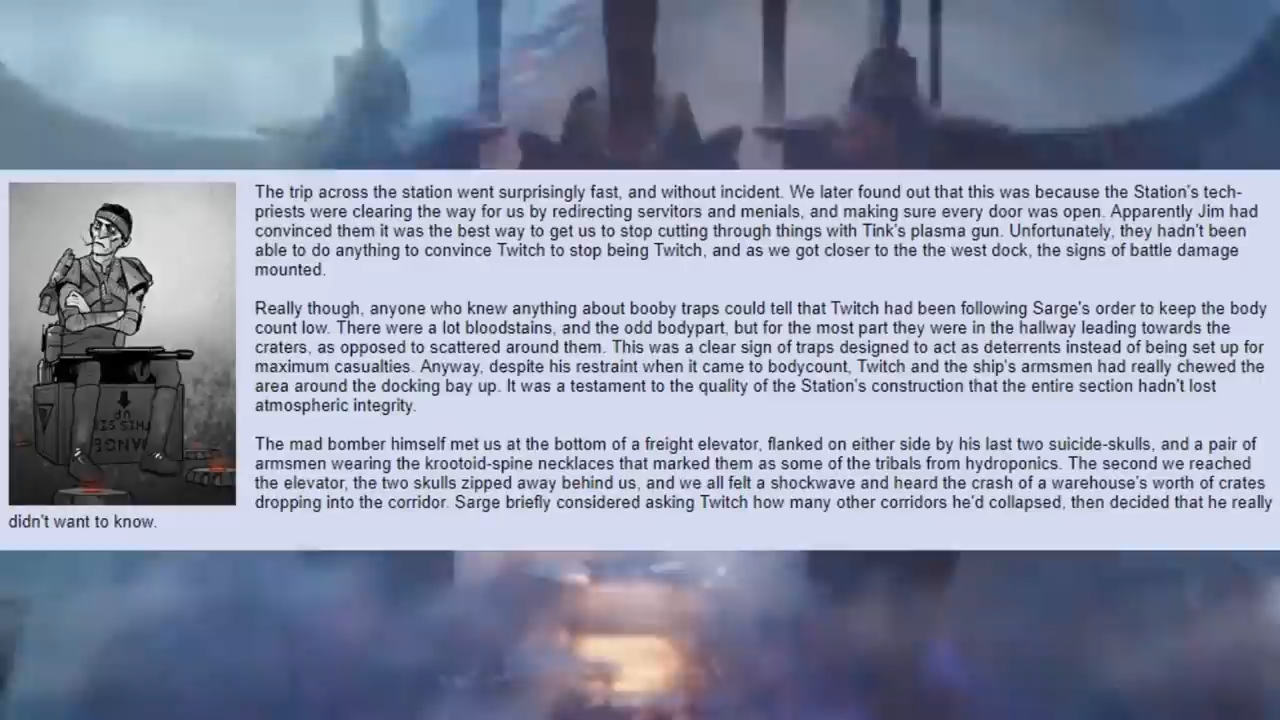 The trip across the station went surprisingly fast, and without incident. We later found out that this was because the Station's tech-
priests were clearing the way for us by redirecting servitors and menials, and making sure every door was open. Apparently Jim had
convinced them it was the best way to get us to stop cutting through things with Tink's plasma gun. Unfortunately, they hadn't been
able to do anything to convince Twitch to stop being Twitch, and as we got closer to the the west dock, the signs of battle damage
mounted.
Really though, anyone who knew anything about booby traps could tell that Twitch had been following Sarge's order to keep the body
count low. There were a lot bloodstains, and the odd bodypart, but for the most part they were in the hallway leading towards the
craters, as opposed to scattered around them. This was a clear sign of traps designed to act as deterrents instead of being set up for
maximum casualties. Anyway, despite his restraint when it came to bodycount, Twitch and the ship's armsmen had really chewed the
area around the docking bay up. It was a testament to the quality of the Station's construction that the entire section hadn't lost
atmospheric integrity.
The mad bomber himself met us at the bottom of a freight elevator, flanked on either side by his last two suicide-skulls, and a pair of
armsmen wearing the krootoid-spine necklaces that marked them as some of the tribals from hydroponics. The second we reached
the elevator, the two skulls zipped away behind us, and we all felt a shockwave and heard the crash of a warehouse's worth of crates
dropping into the corridor. Sarge briefly considered asking Twitch how many other corridors he'd collapsed, then decided that he really
didn't want to know.
UP
THIS SI